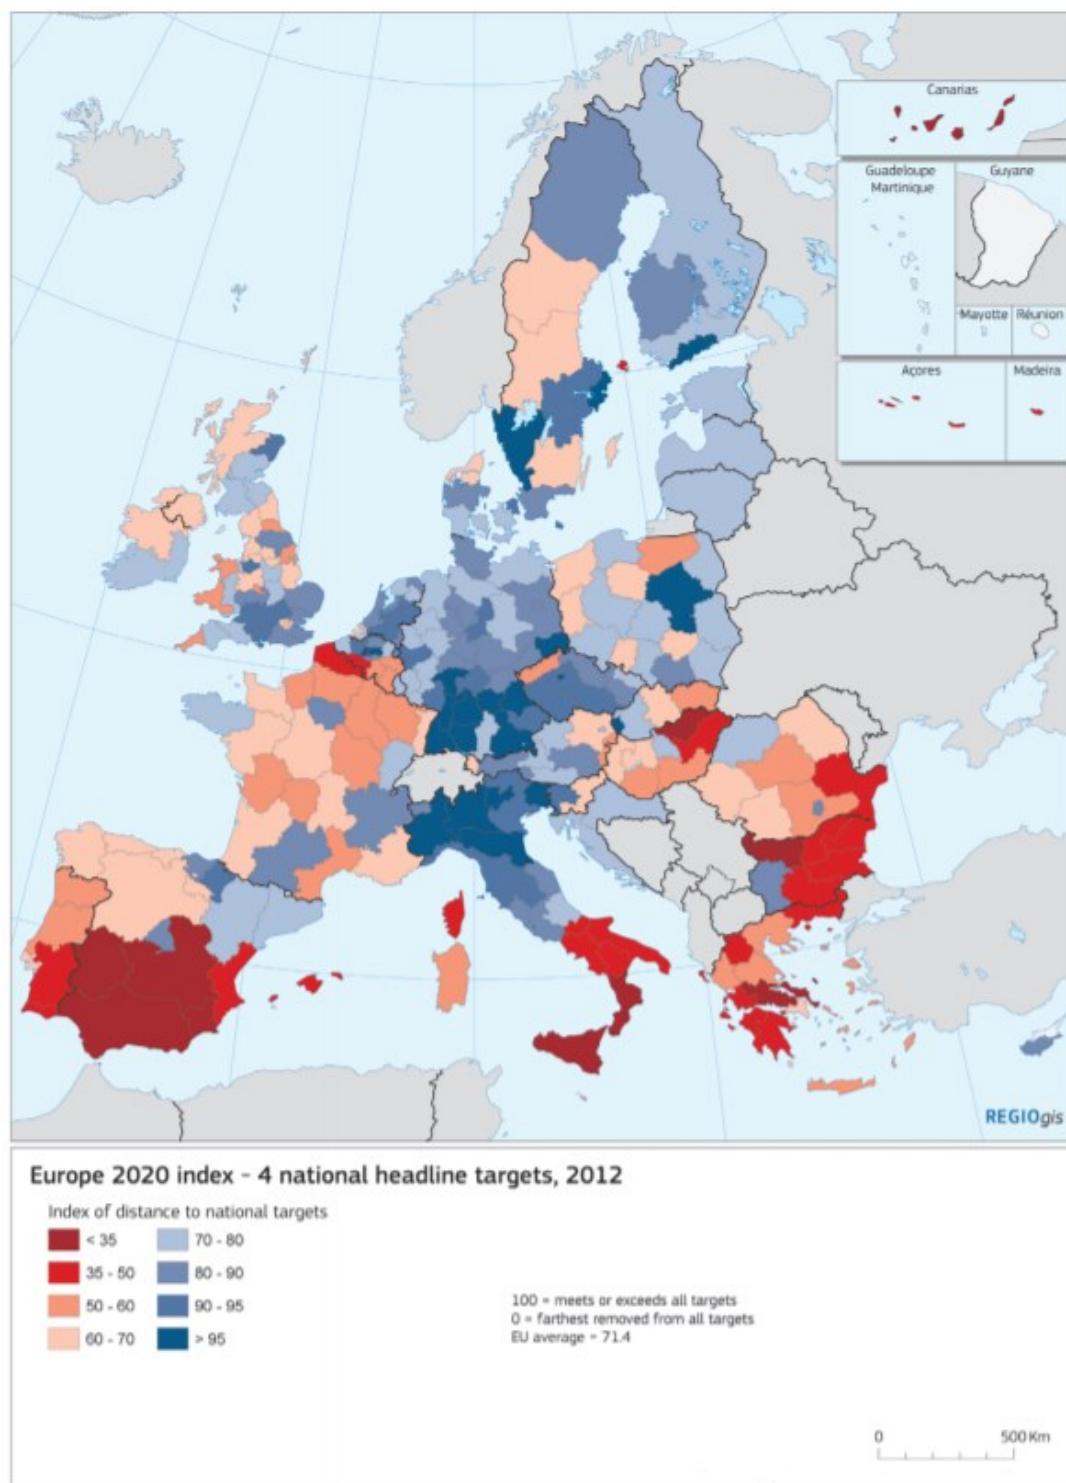 Canarias
Guadeloupe
Martinique
Guyane
Mayotte
Réunion
Açores
Madeira
REGIOgis
Europe 2020 index - 4 national headline targets, 2012
Index of distance to national targets
< 35
35 - 50
50 - 60
60 - 70
70 - 80
80 - 90
90 - 95
> 95
100 = meets or exceeds all targets
0 = farthest removed from all targets
EU average = 71.4
0 500 Km